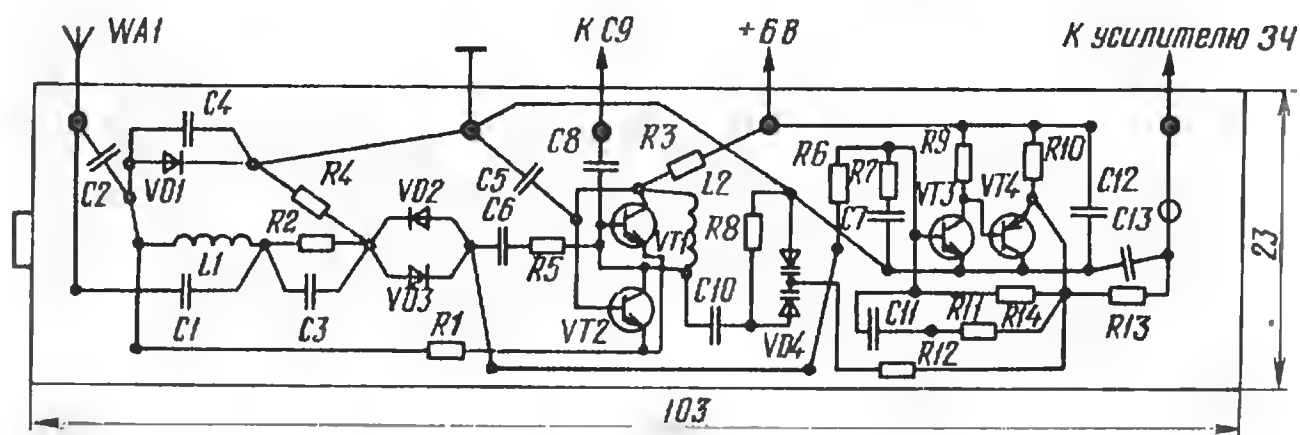 WA1
К С9
+6В
К усилителю ЗЧ
C4
R3
R9
R10
C2
VD1
R4
C8
L2
R6
R7
VT3
VT4
C12
C13
R2
VD2
C5
C6
VT1
R8
C7
L1
VD3
R5
C10
C11
R11
R14
R13
C1
C3
R1
VT2
VD4
R12
23
103